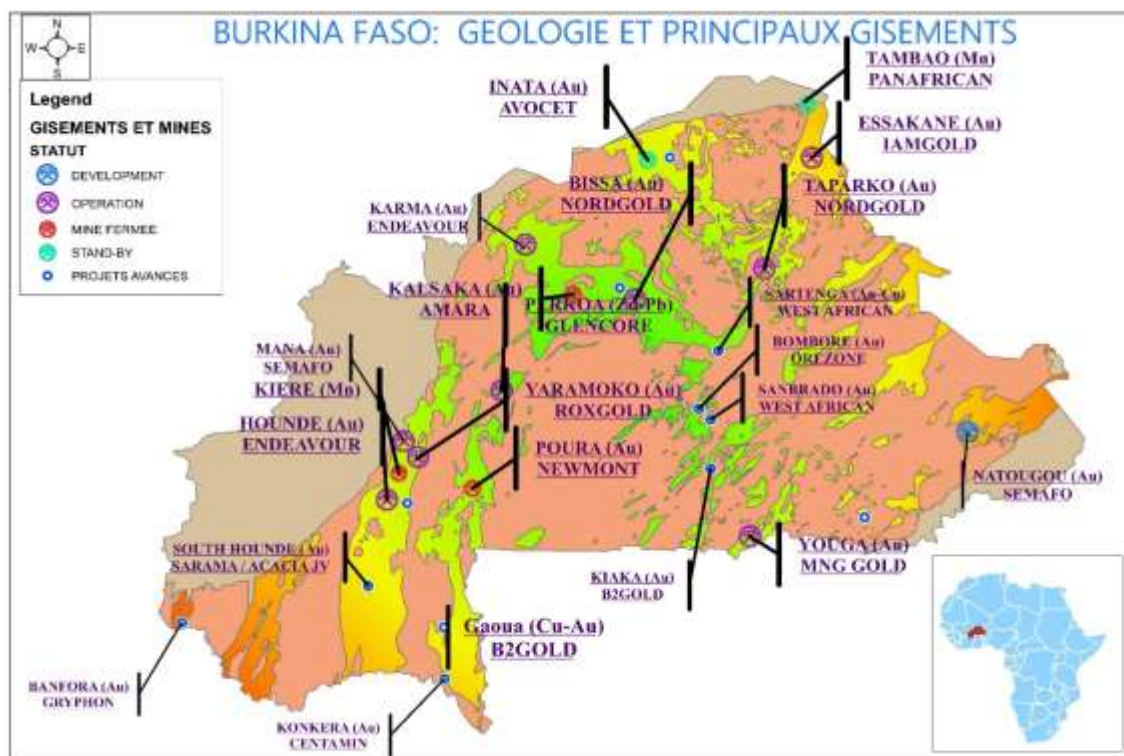 BURKINA FASO: GEOLOGIE ET PRINCIPAUX GISEMENTS
N
W
E
S
Legend
GISEMENTS ET MINES
STATUT
DEVELOPMENT
OPERATION
MINE FERMEE
STAND-BY
PROJETS AVANCES
TAMBAO (Mn)
PANAFRICAN
INATA (Au)
AVOCET
ESSAKANE (Au)
IAMGOLD
BISSA (Au)
NORDGOLD
TAPARKO (Au)
NORDGOLD
KARMA (Au)
ENDEAVOUR
KALSAKA (Au)
AMARA
PERKOA (Zn-Pb)
GLENCORE
SARTENGA (Au-Cu)
WEST AFRICAN
BOMBORE (Au)
OREZONE
MANA (Au)
SEMAFO
KIERE (Mn)
YARAMOKO (Au)
ROXGOLD
SANBRADO (Au)
WEST AFRICAN
HOUNDE (Au)
ENDEAVOUR
POURA (Au)
NEWMONT
NATOUGOU (Au)
SEMAFO
SOUTH HOUNDE (Au)
SARAMA / ACACIA JV
YOUGA (Au)
MNG GOLD
KIAKA (Au)
B2GOLD
Gaoua (Cu-Au)
B2GOLD
BANFORA (Au)
GRYPHON
KONKERA (Au)
CENTAMIN